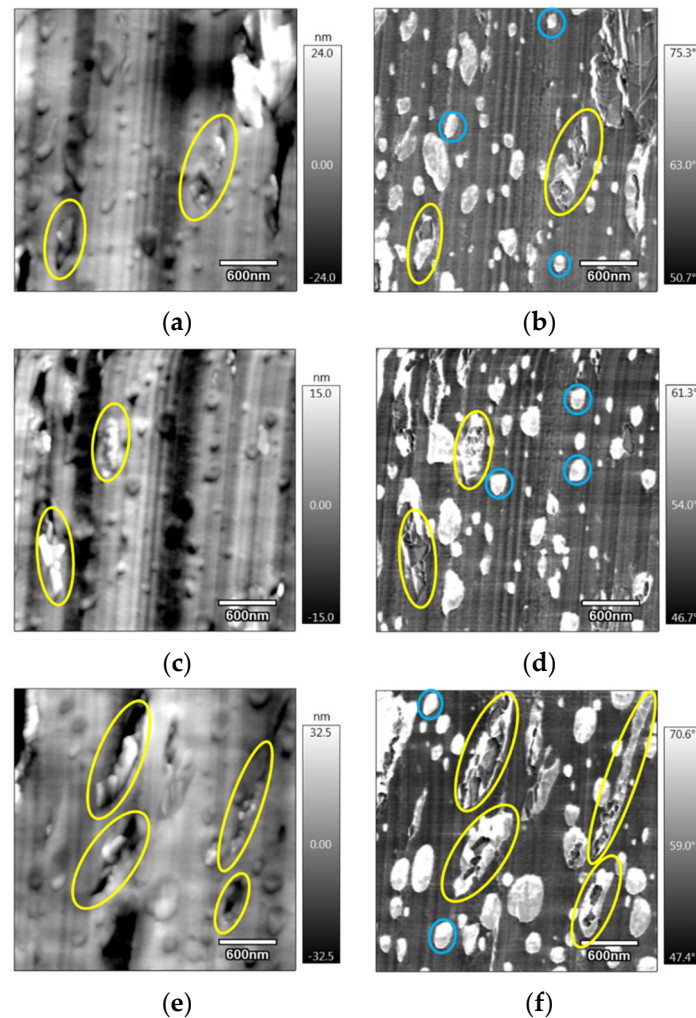 nm
24.0
0.00
-24.0
600nm
75.3°
63.0°
50.7°
600nm
(a)
(b)
nm
15.0
0.00
-15.0
600nm
61.3°
54.0°
46.7°
600nm
(c)
(d)
nm
32.5
0.00
-32.5
600nm
70.6°
59.0°
47.4°
600nm
(e)
(f)